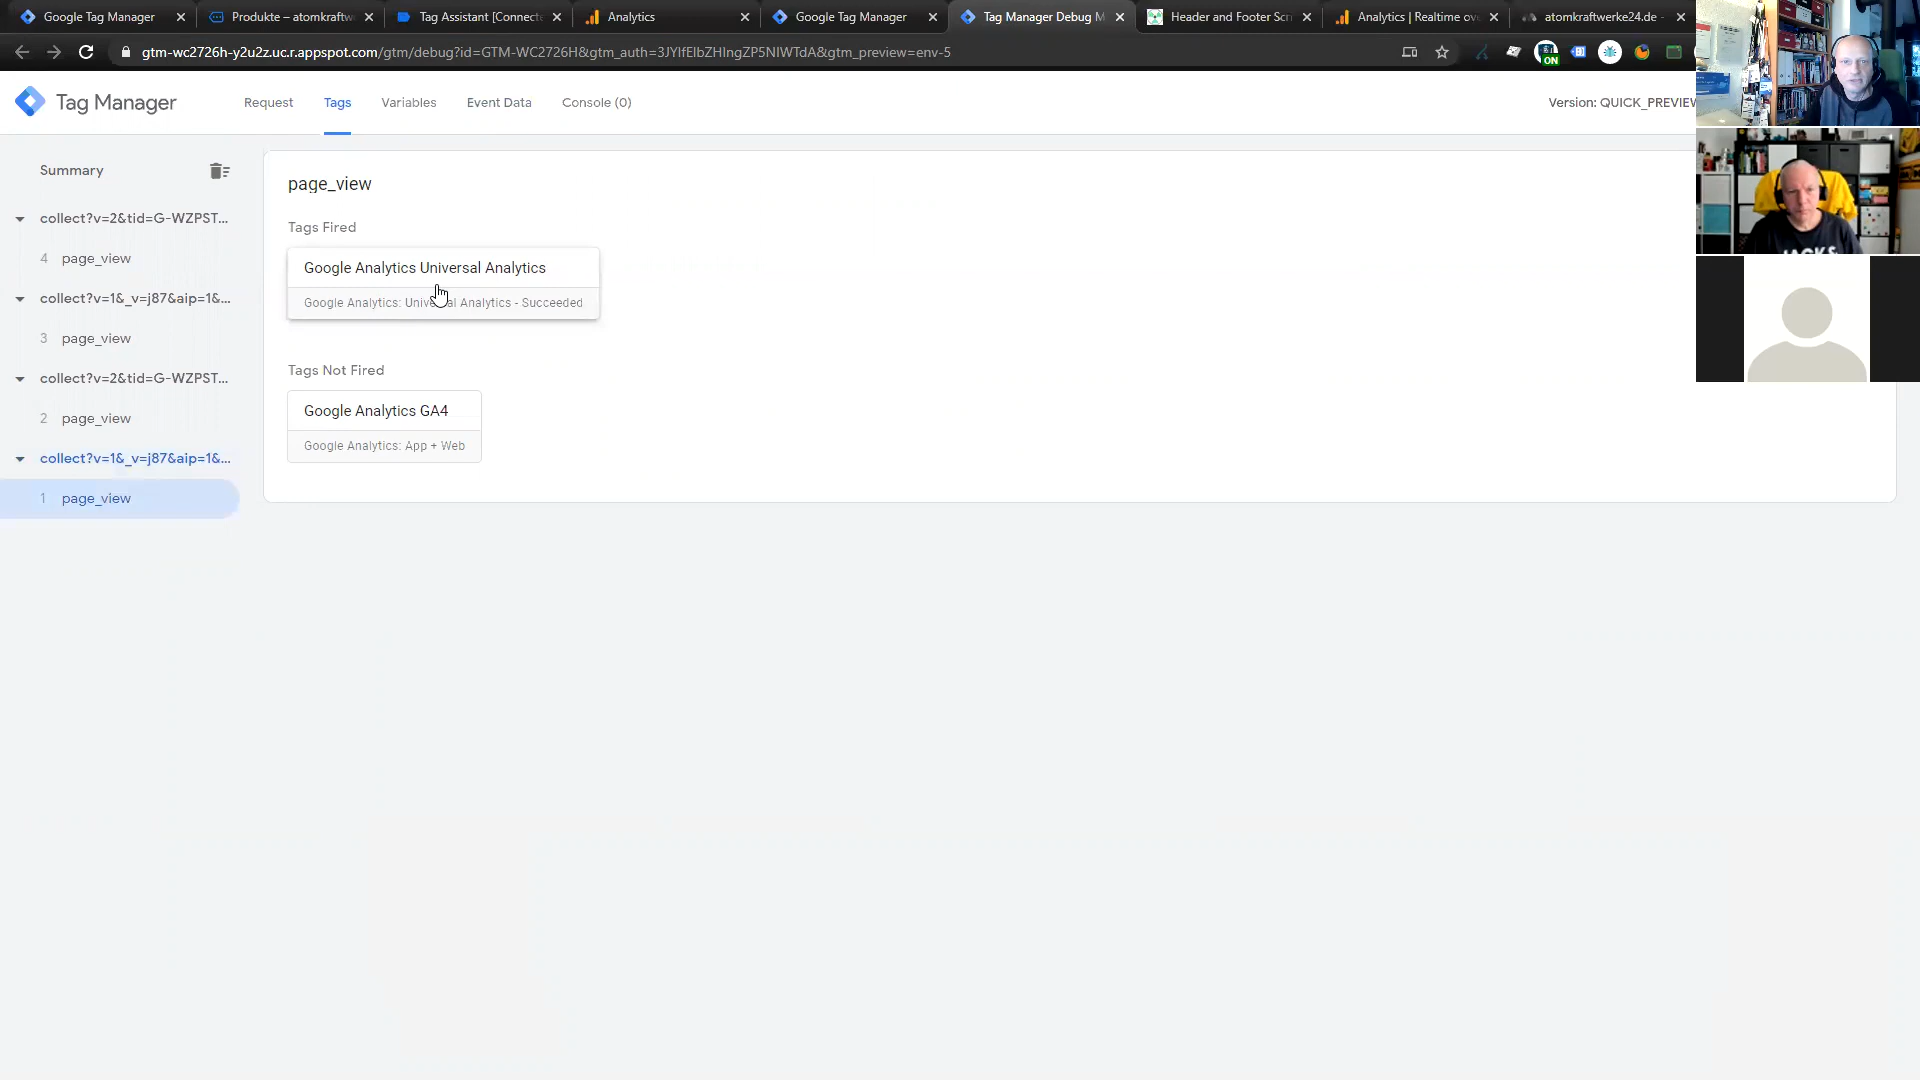 Google Tag Manager
Produkte – atomkraftw
Tag Assistant [Connecte
Analytics
Google Tag Manager
Tag Manager Debug M
Header and Footer Scr
Analytics | Realtime ov
atomkraftwerke24.de -
gtm-wc2726h-y2u2z.uc.r.appspot.com/gtm/debug?id=GTM-WC2726H&gtm_auth=3JYIfEIbZHIngZP5NIWTdA&gtm_preview=env-5
ON
Tag Manager
Request
Tags
Variables
Event Data
Console (0)
Version: QUICK_PREVIEW
Summary
collect?v=2&tid=G-WZPST...
4 page_view
collect?v=1&_v=j87&aip=1&...
3 page_view
collect?v=2&tid=G-WZPST...
2 page_view
collect?v=1&_v=j87&aip=1&...
1 page_view
page_view
Tags Fired
Google Analytics Universal Analytics
Google Analytics: Universal Analytics - Succeeded
Tags Not Fired
Google Analytics GA4
Google Analytics: App + Web